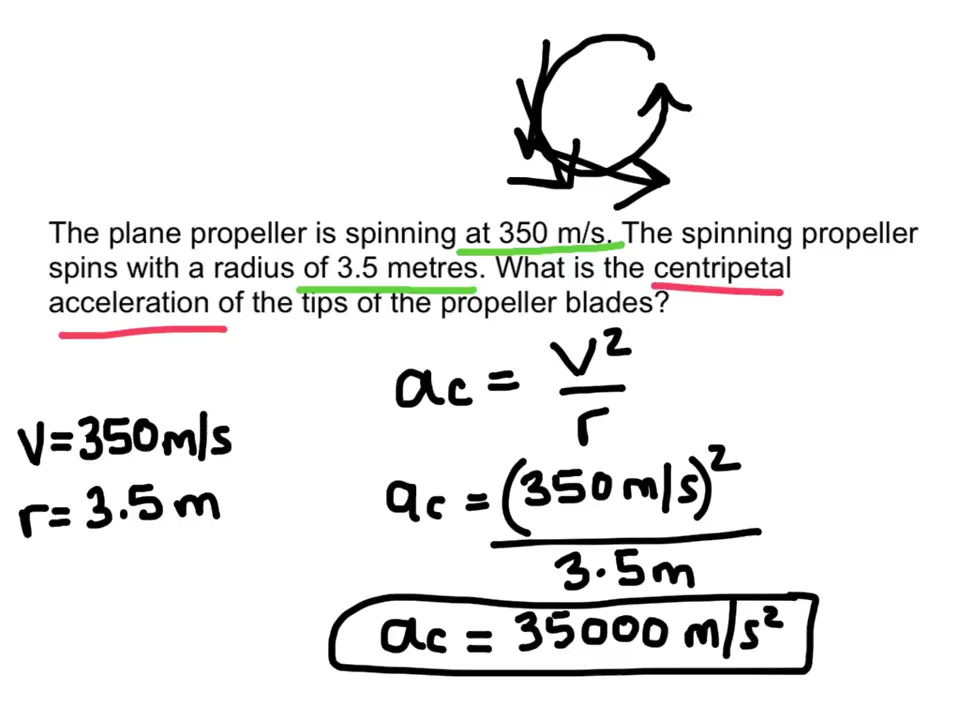 The plane propeller is spinning at 350 m/s. The spinning propeller
spins with a radius of 3.5 metres. What is the centripetal
acceleration of the tips of the propeller blades?
ac = v²/r
v=350m/s
r= 3.5m
ac = (350m/s)²/3.5m
ac = 35000 m/s²